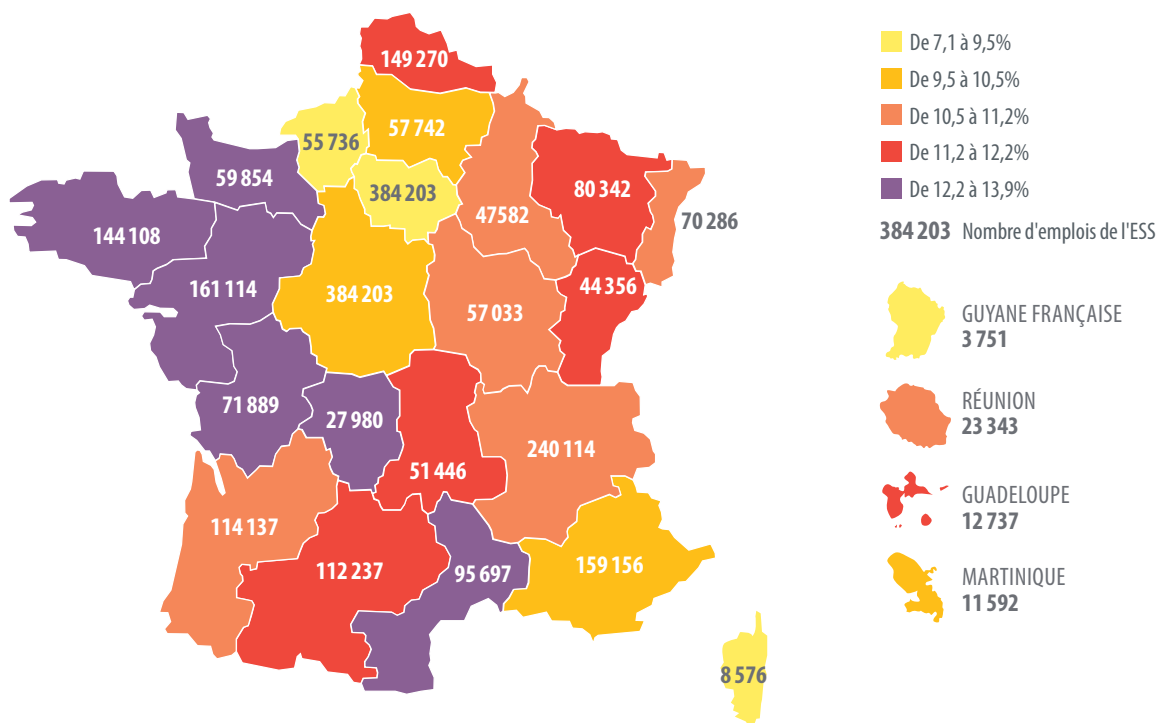 149 270
57 742
55 736
59 854
384 203
80 342
47582
70 286
144 108
161 114
384 203
44 356
57 033
71 889
27 980
51 446
240 114
114 137
112 237
95 697
159 156
8 576
De 7,1 à 9,5%
De 9,5 à 10,5%
De 10,5 à 11,2%
De 11,2 à 12,2%
De 12,2 à 13,9%
384 203 Nombre d'emplois de l'ESS
GUYANE FRANÇAISE
3 751
RÉUNION
23 343
GUADELOUPE
12 737
MARTINIQUE
11 592